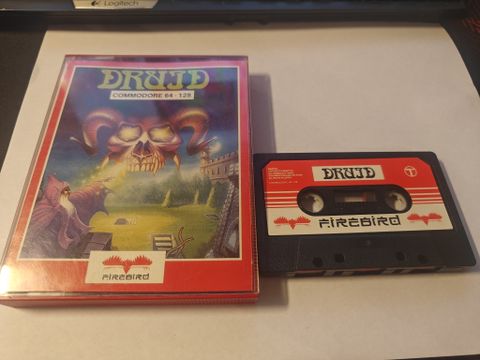 Logitech
DRUID
COMMODORE 64 - 128
FIREBIRD
DRUID
T
FIREBIRD